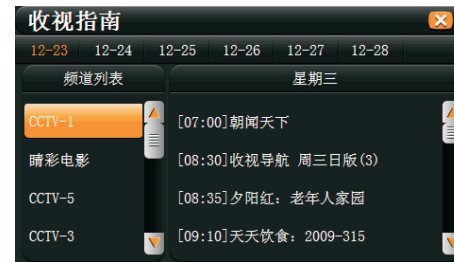 收视指南
12-23 12-24 12-25 12-26 12-27 12-28
频道列表 星期三
CCTV-1 [07:00]朝闻天下
睛彩电影 [08:30]收视导航 周三日版(3)
CCTV-5 [08:35]夕阳红: 老年人家园
CCTV-3 [09:10]天天饮食: 2009-315